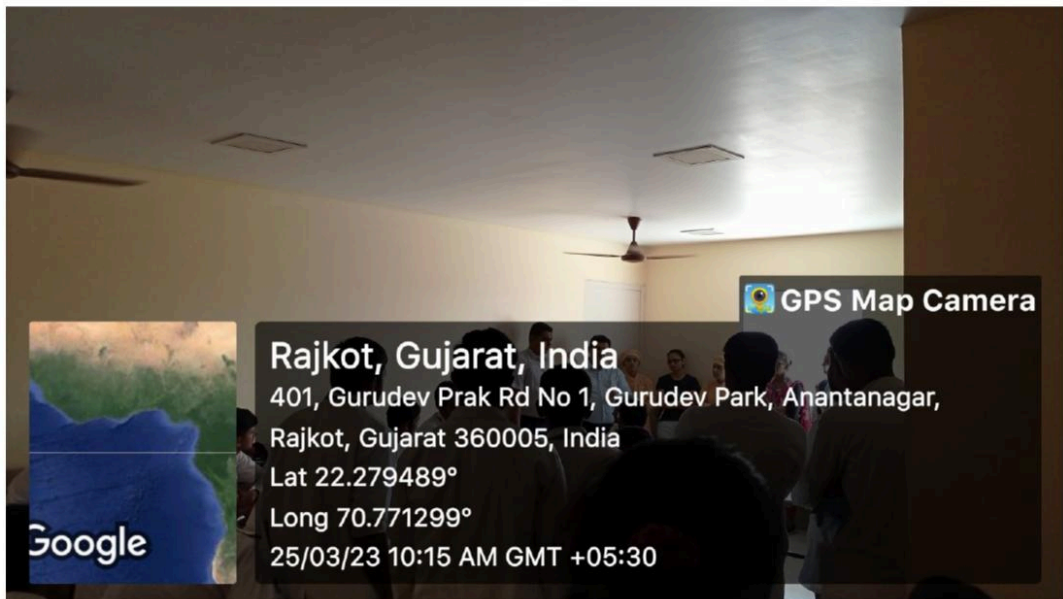 GPS Map Camera
Rajkot, Gujarat, India
401, Gurudev Prak Rd No 1, Gurudev Park, Anantanagar,
Rajkot, Gujarat 360005, India
Lat 22.279489°
Long 70.771299°
25/03/23 10:15 AM GMT +05:30
Google